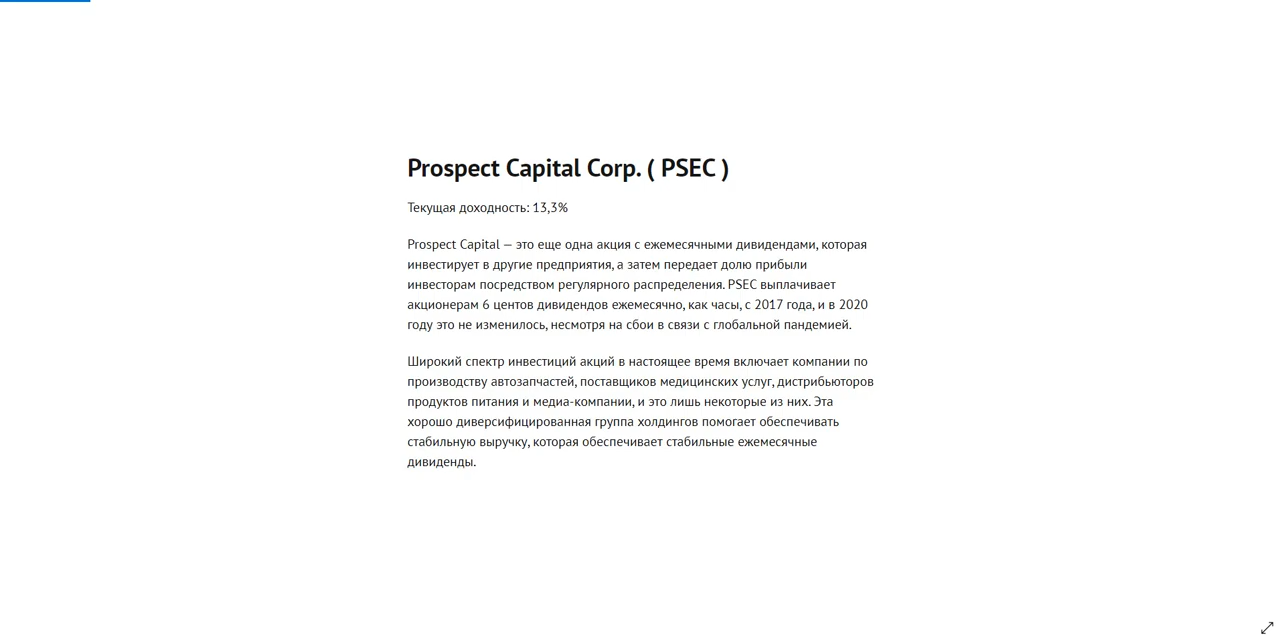 Prospect Capital Corp. ( PSEC )
Текущая доходность: 13,3%
Prospect Capital — это еще одна акция с ежемесячными дивидендами, которая
инвестирует в другие предприятия, а затем передает долю прибыли
инвесторам посредством регулярного распределения. PSEC выплачивает
акционерам 6 центов дивидендов ежемесячно, как часы, с 2017 года, и в 2020
году это не изменилось, несмотря на сбои в связи с глобальной пандемией.
Широкий спектр инвестиций акций в настоящее время включает компании по
производству автозапчастей, поставщиков медицинских услуг, дистрибьюторов
продуктов питания и медиа-компании, и это лишь некоторые из них. Эта
хорошо диверсифицированная группа холдингов помогает обеспечивать
стабильную выручку, которая обеспечивает стабильные ежемесячные
дивиденды.